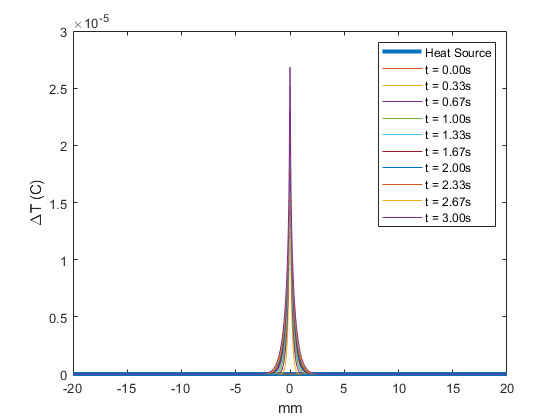 ×10-5
3
2.5
2
1.5
1
0.5
0
ΔT (C)
-20 -15 -10 -5 0 5 10 15 20
mm
Heat Source
t = 0.00s
t = 0.33s
t = 0.67s
t = 1.00s
t = 1.33s
t = 1.67s
t = 2.00s
t = 2.33s
t = 2.67s
t = 3.00s